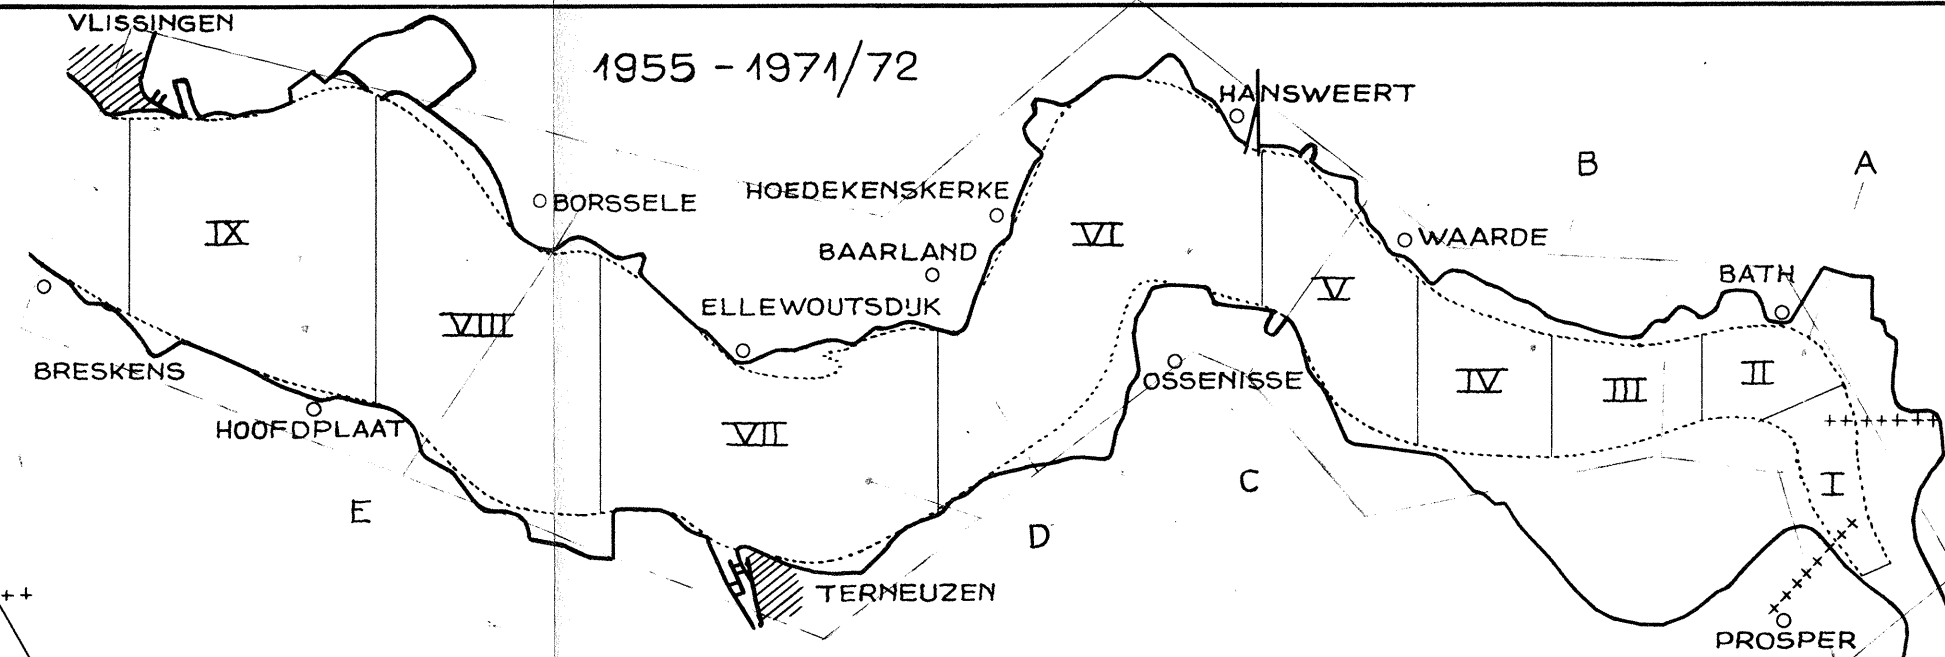 VLISSINGEN
1955 - 1971/72
HANSWEERT
B
A
HOEDEKENSKERKE
BORSSELE
IX
VI
WAARDE
BAARLAND
BATH
V
ELLEWOUTSDIJK
VIII
BRESKENS
OSSENISSE
IV
III
II
HOOFDPLAAT
VII
C
I
E
D
TERNEUZEN
PROSPER